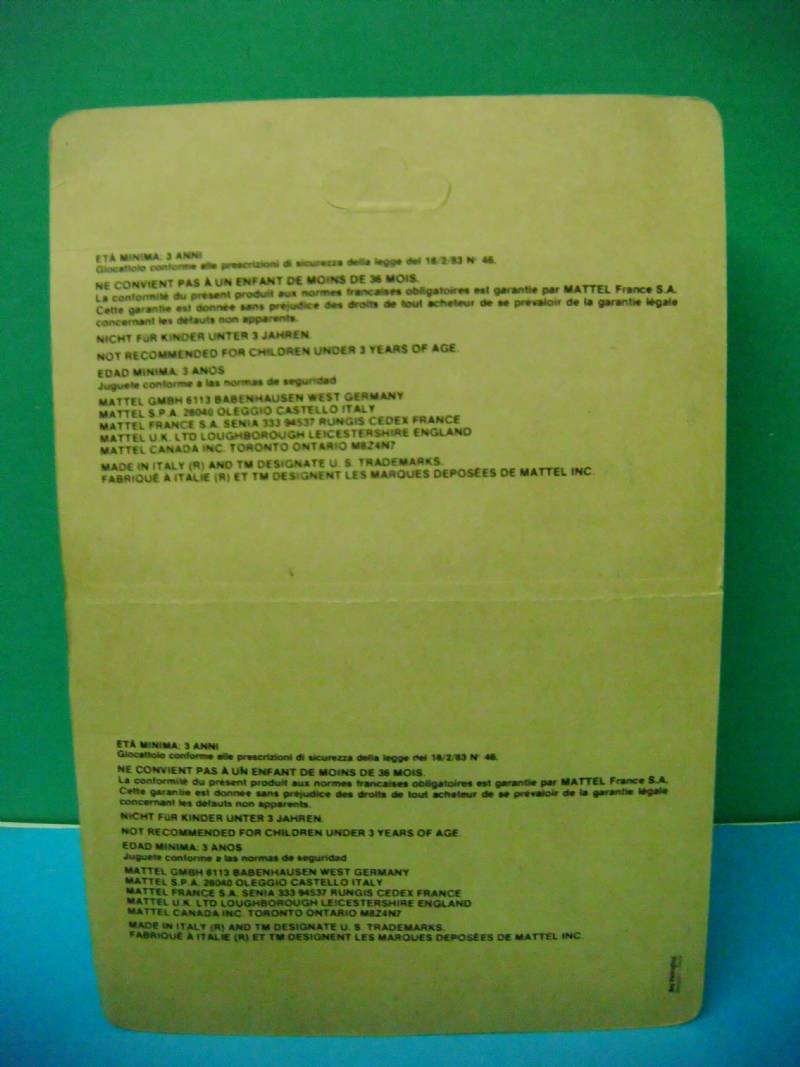 ETÀ MINIMA: 3 ANNI
Giocattolo conforme alle prescrizioni di sicurezza della legge del 18/2/83 N° 46.
NE CONVIENT PAS À UN ENFANT DE MOINS DE 36 MOIS.
La conformité du présent produit aux normes francaises obligatoires est garantie par MATTEL France S.A.
Cette garantie est donnée sans préjudice des droits de tout acheteur de se prévaloir de la garantie légale
concernant les défauts non apparents.
NICHT FüR KINDER UNTER 3 JAHREN.
NOT RECOMMENDED FOR CHILDREN UNDER 3 YEARS OF AGE.
EDAD MINIMA: 3 ANOS
Juguete conforme a las normas de seguridad
MATTEL GMBH 6113 BABENHAUSEN WEST GERMANY
MATTEL S.P.A. 28040 OLEGGIO CASTELLO ITALY
MATTEL FRANCE S.A. SENIA 333 94537 RUNGIS CEDEX FRANCE
MATTEL U.K. LTD LOUGHBOROUGH LEICESTERSHIRE ENGLAND
MATTEL CANADA INC. TORONTO ONTARIO M8Z4N7
MADE IN ITALY (R) AND TM DESIGNATE U. S. TRADEMARKS.
FABRIQUÉ A ITALIE (R) ET TM DESIGNENT LES MARQUES DEPOSÉES DE MATTEL INC.
ETÀ MINIMA: 3 ANNI
Giocattolo conforme alle prescrizioni di sicurezza della legge del 18/2/83 N° 46.
NE CONVIENT PAS À UN ENFANT DE MOINS DE 36 MOIS.
La conformité du présent produit aux normes francaises obligatoires est garantie par MATTEL France S.A.
Cette garantie est donnée sans préjudice des droits de tout acheteur de se prévaloir de la garantie légale
concernant les défauts non apparents.
NICHT FüR KINDER UNTER 3 JAHREN.
NOT RECOMMENDED FOR CHILDREN UNDER 3 YEARS OF AGE.
EDAD MINIMA: 3 ANOS
Juguete conforme a las normas de seguridad
MATTEL GMBH 6113 BABENHAUSEN WEST GERMANY
MATTEL S.P.A. 28040 OLEGGIO CASTELLO ITALY
MATTEL FRANCE S.A. SENIA 333 94537 RUNGIS CEDEX FRANCE
MATTEL U.K. LTD LOUGHBOROUGH LEICESTERSHIRE ENGLAND
MATTEL CANADA INC. TORONTO ONTARIO M8Z4N7
MADE IN ITALY (R) AND TM DESIGNATE U. S. TRADEMARKS.
FABRIQUÉ A ITALIE (R) ET TM DESIGNENT LES MARQUES DEPOSÉES DE MATTEL INC.